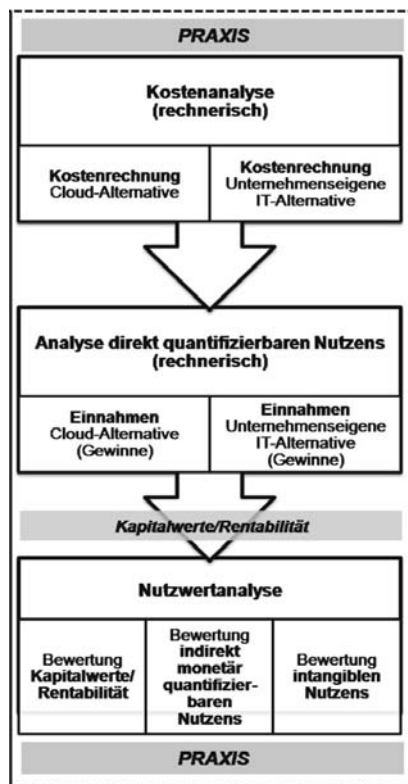 PRAXIS
Kostenanalyse
(rechnerisch)
Kostenrechnung
Cloud-Alternative
Kostenrechnung
Unternehmenseigene
IT-Alternative
Analyse direkt quantifizierbaren Nutzens
(rechnerisch)
Einnahmen
Cloud-Alternative
(Gewinne)
Einnahmen
Unternehmenseigene
IT-Alternative
(Gewinne)
Kapitalwerte/Rentabilität
Nutzwertanalyse
Bewertung
Kapitalwerte/
Rentabilität
Bewertung
indirekt
monetär
quantifizier-
baren
Nutzens
Bewertung
intangiblen
Nutzens
PRAXIS